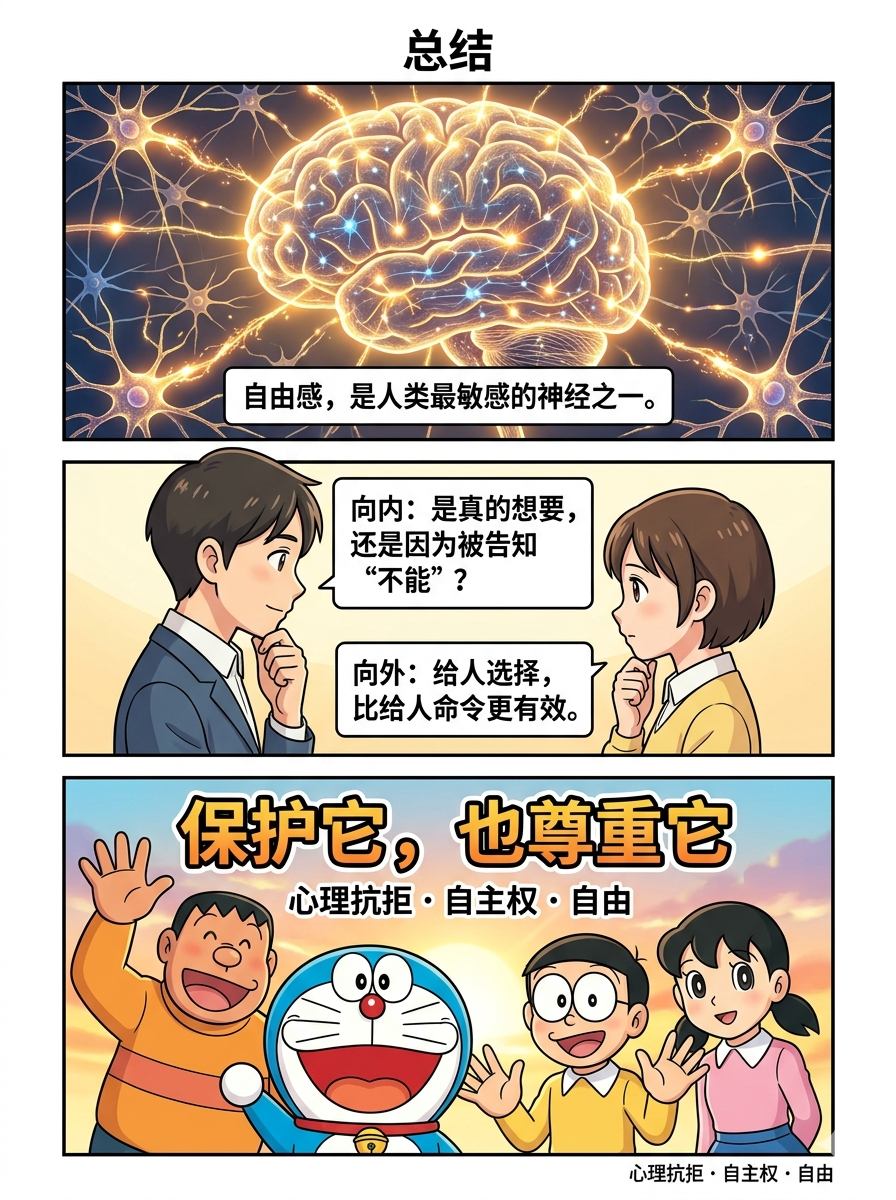 总结
自由感，是人类最敏感的神经之一。
向内：是真的想要，
还是因为被告知
“不能”？
向外：给人选择，
比给人命令更有效。
保护它，也尊重它
心理抗拒·自主权·自由
心理抗拒·自主权·自由